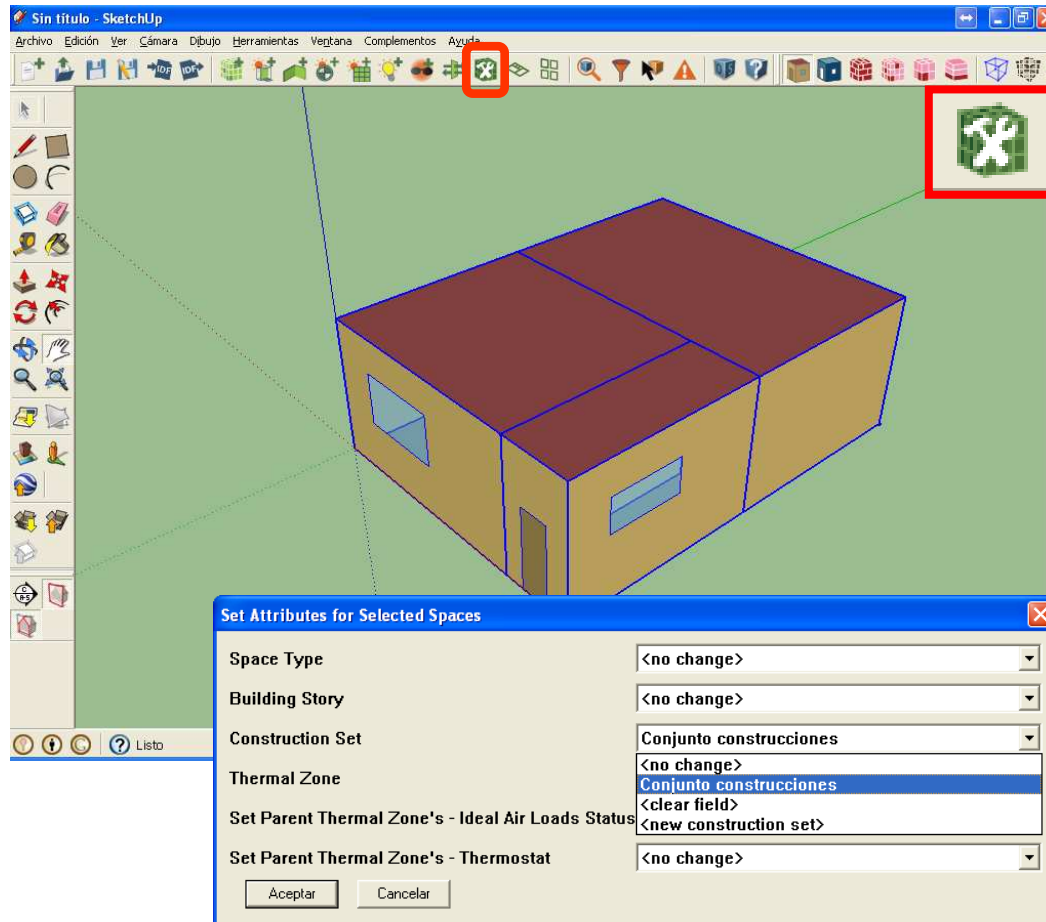 Sin título - SketchUp
Archivo Edición Ver Cámara Dibujo Herramientas Ventana Complementos Ayuda
IDF IDF
Set Attributes for Selected Spaces
Space Type <no change>
Building Story <no change>
Listo
Construction Set Conjunto construcciones
<no change>
Thermal Zone
Conjunto construcciones
<clear field>
Set Parent Thermal Zone's - Ideal Air Loads Status
<new construction set>
Set Parent Thermal Zone's - Thermostat <no change>
Aceptar Cancelar